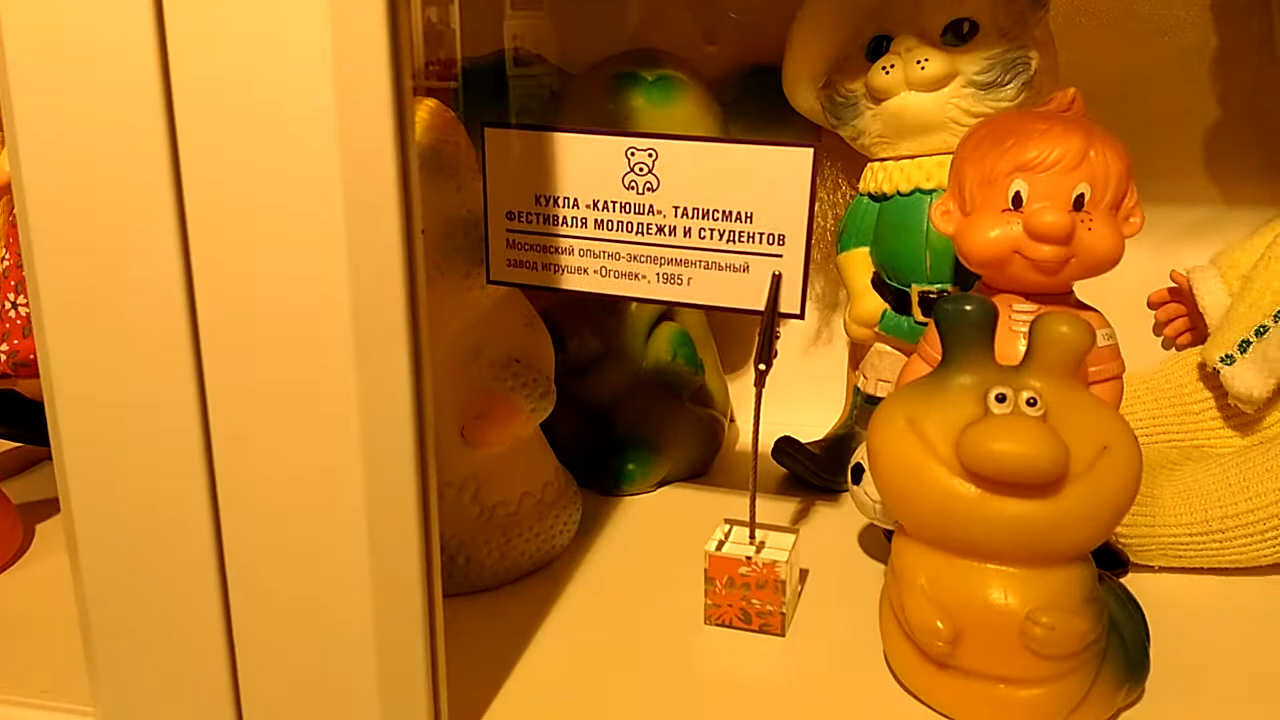 КУКЛА «КАТЮША», ТАЛИСМАН
ФЕСТИВАЛЯ МОЛОДЕЖИ И СТУДЕНТОВ
Московский опытно-экспериментальный
завод игрушек «Огонек», 1985 г